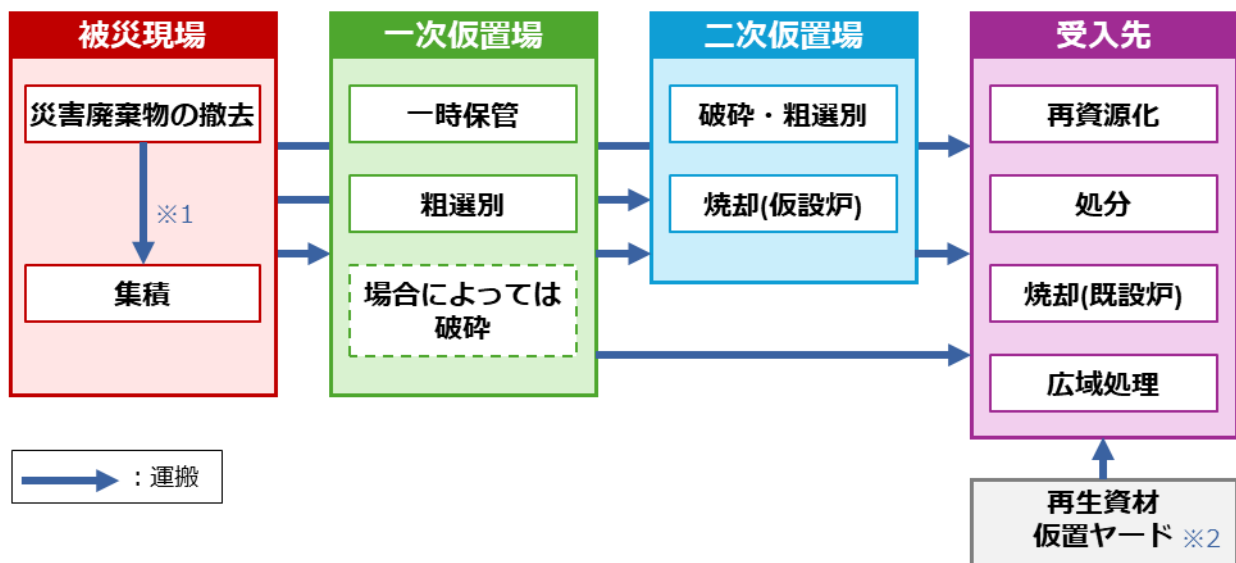 被災現場
災害廃棄物の撤去
※1
集積
一次仮置場
一時保管
粗選別
場合によっては
破砕
二次仮置場
破砕・粗選別
焼却(仮設炉)
受入先
再資源化
処分
焼却(既設炉)
広域処理
再生資材
仮置ヤード ※2
：運搬